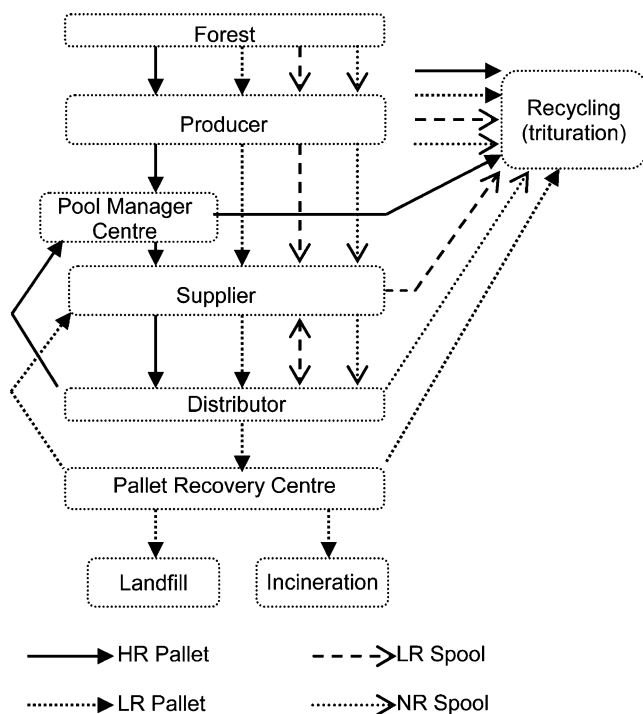 Forest
Producer
Recycling
(trituration)
Pool Manager
Centre
Supplier
Distributor
Pallet Recovery Centre
Landfill
Incineration
HR Pallet
LR Spool
LR Pallet
NR Spool